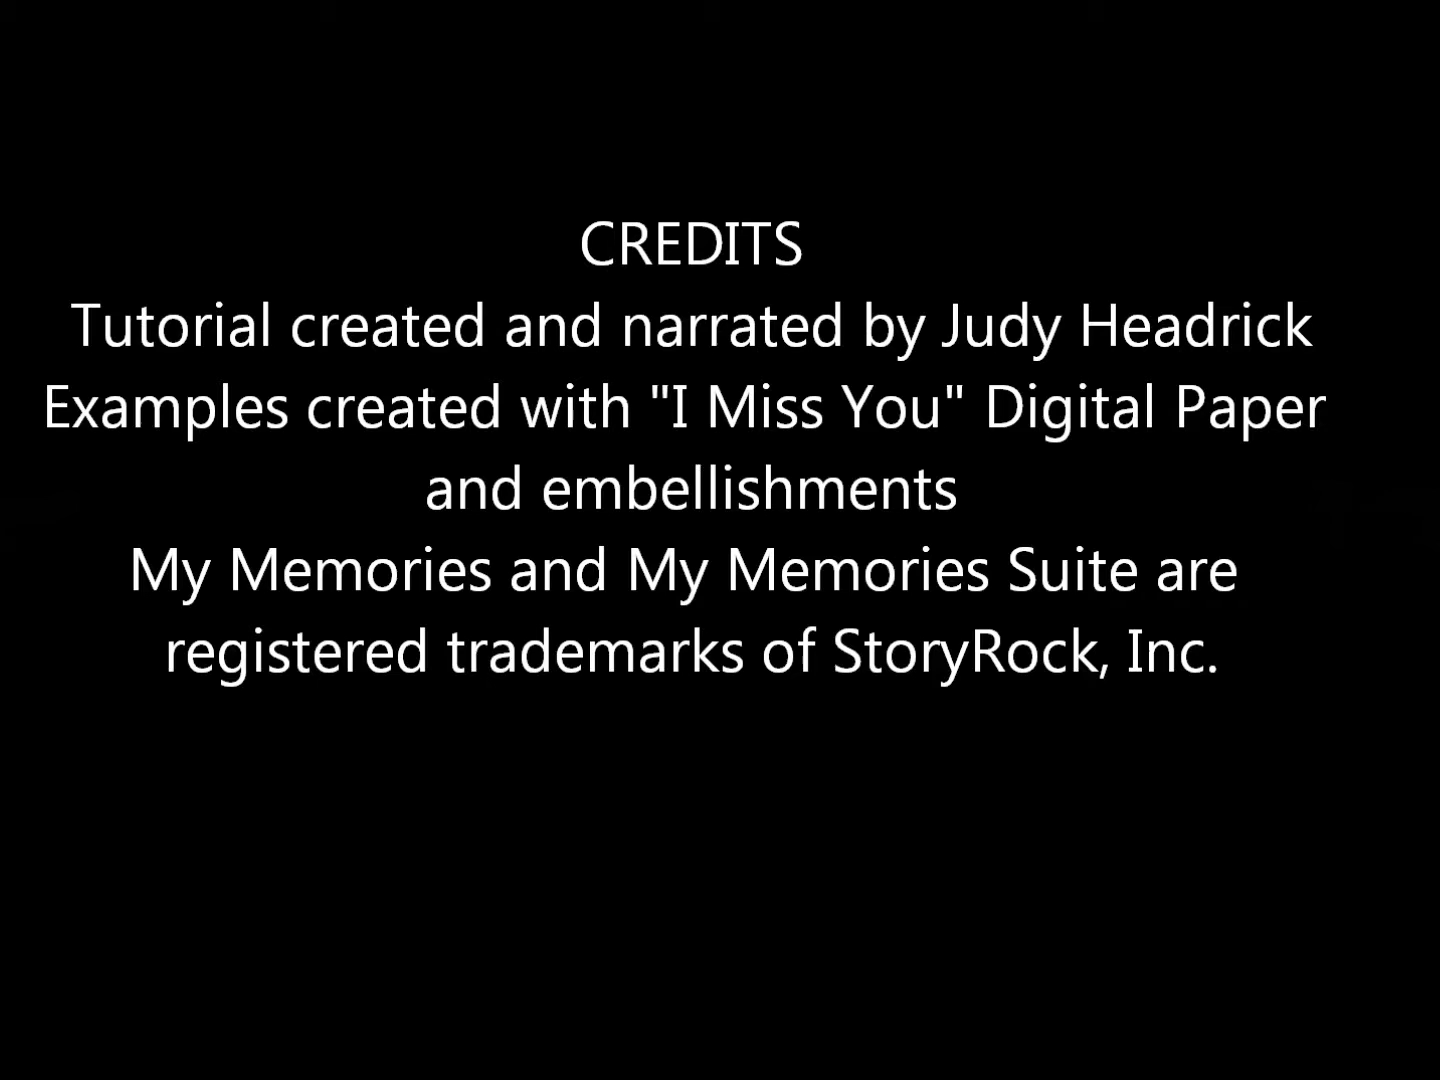 CREDITS
Tutorial created and narrated by Judy Headrick
Examples created with "I Miss You" Digital Paper
and embellishments
My Memories and My Memories Suite are
registered trademarks of StoryRock, Inc.